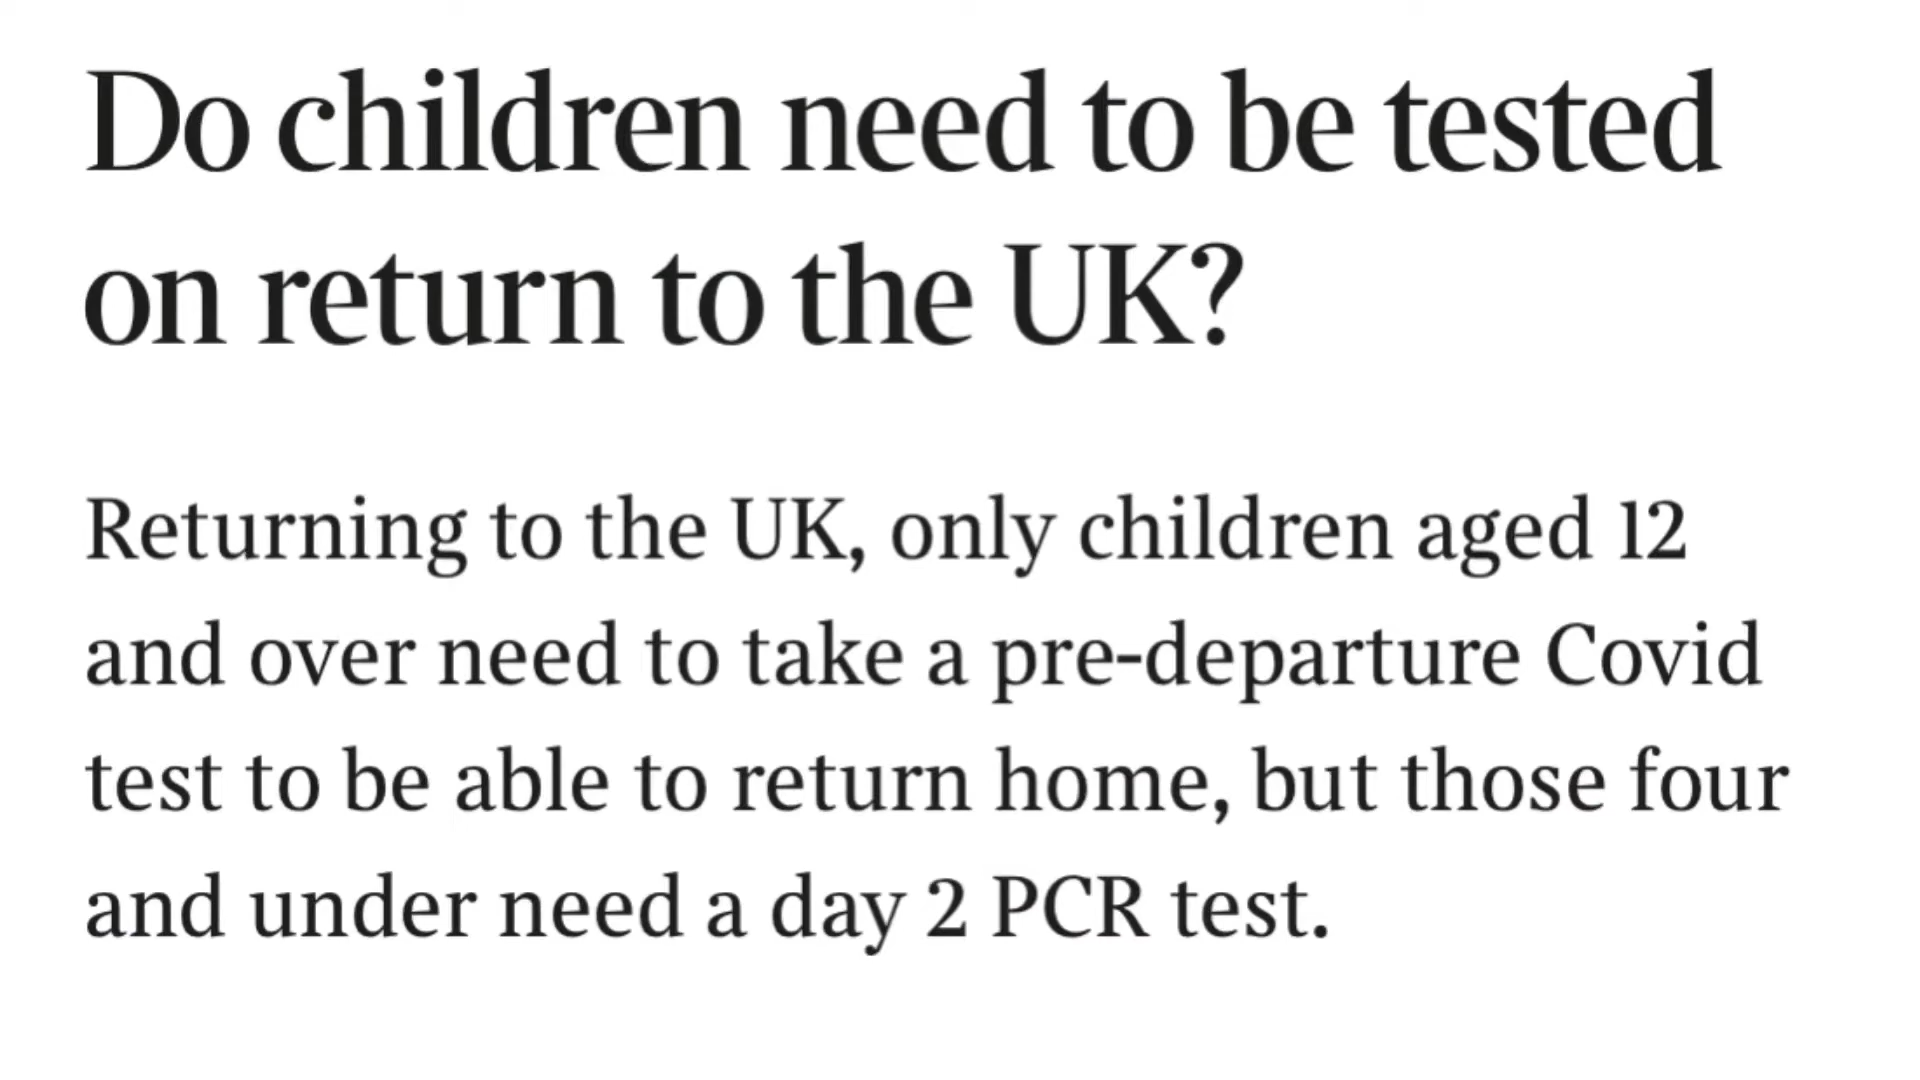 Do children need to be tested
on return to the UK?
Returning to the UK, only children aged 12
and over need to take a pre-departure Covid
test to be able to return home, but those four
and under need a day 2 PCR test.